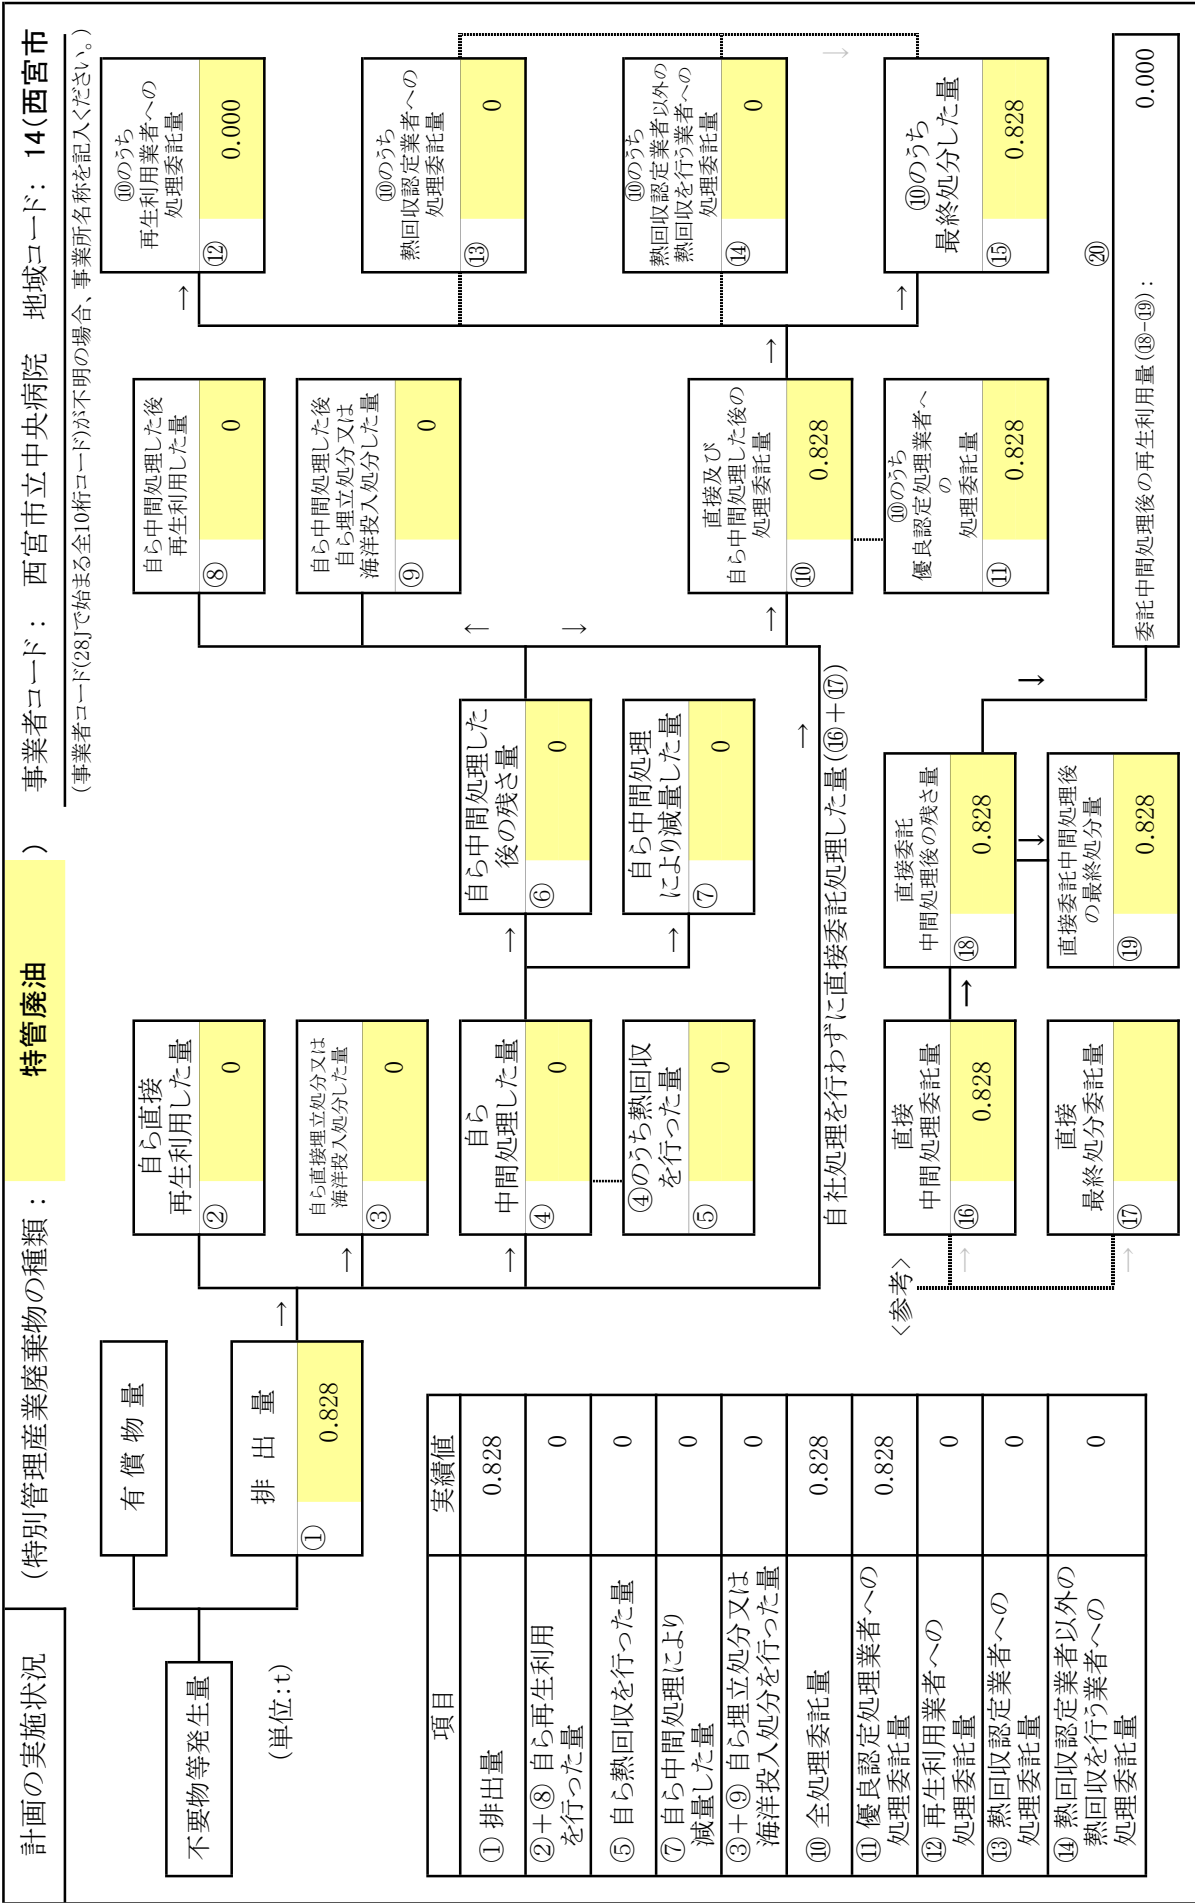 計画の実施状況
(特別管理産業廃棄物の種類: 特管廃油 )
事業者コード: 西宮市立中央病院 地域コード: 14(西宮市
(事業者コード(28Jで始まる全10桁コード)が不明の場合、事業所名称を記入ください。)
不要物等発生量
(単位:t)
有 償 物 量
排 出 量
① 0.828
自ら直接
再生利用した量
② 0
自ら直接埋立処分又は
海洋投入処分した量
③ 0
自ら
中間処理した量
④ 0
④のうち熱回収
を行った量
⑤ 0
自ら中間処理した
後の残さ量
⑥ 0
自ら中間処理
により減量した量
⑦ 0
自ら中間処理した後
再生利用した量
⑧ 0
自ら中間処理した後
自ら埋立処分又は
海洋投入処分した量
⑨ 0
直接及び
自ら中間処理した後の
処理委託量
⑩ 0.828
⑩のうち
優良認定処理業者へ
の
処理委託量
⑪ 0.828
⑩のうち
再生利用業者への
処理委託量
⑫ 0.000
⑩のうち
熱回収認定業者への
処理委託量
⑬ 0
⑩のうち
熱回収認定業者以外の
熱回収を行う業者への
処理委託量
⑭ 0
⑩のうち
最終処分した量
⑮ 0.828
自社処理を行わずに直接委託処理した量(⑯+⑰)
<参考>
直接
中間処理委託量
⑯ 0.828
直接
最終処分委託量
⑰
直接委託
中間処理後の残さ量
⑱ 0.828
直接委託中間処理後
の最終処分量
⑲ 0.828
⑳
委託中間処理後の再生利用量(⑱-⑲): 0.000
項目 実績値
① 排出量 0.828
②+⑧ 自ら再生利用
を行った量 0
⑤ 自ら熱回収を行った量 0
⑦ 自ら中間処理により
減量した量 0
③+⑨ 自ら埋立処分又は
海洋投入処分を行った量 0
⑩ 全処理委託量 0.828
⑪ 優良認定処理業者への
処理委託量 0.828
⑫ 再生利用業者への
処理委託量 0
⑬ 熱回収認定業者への
処理委託量 0
⑭ 熱回収認定業者以外の
熱回収を行う業者への
処理委託量 0